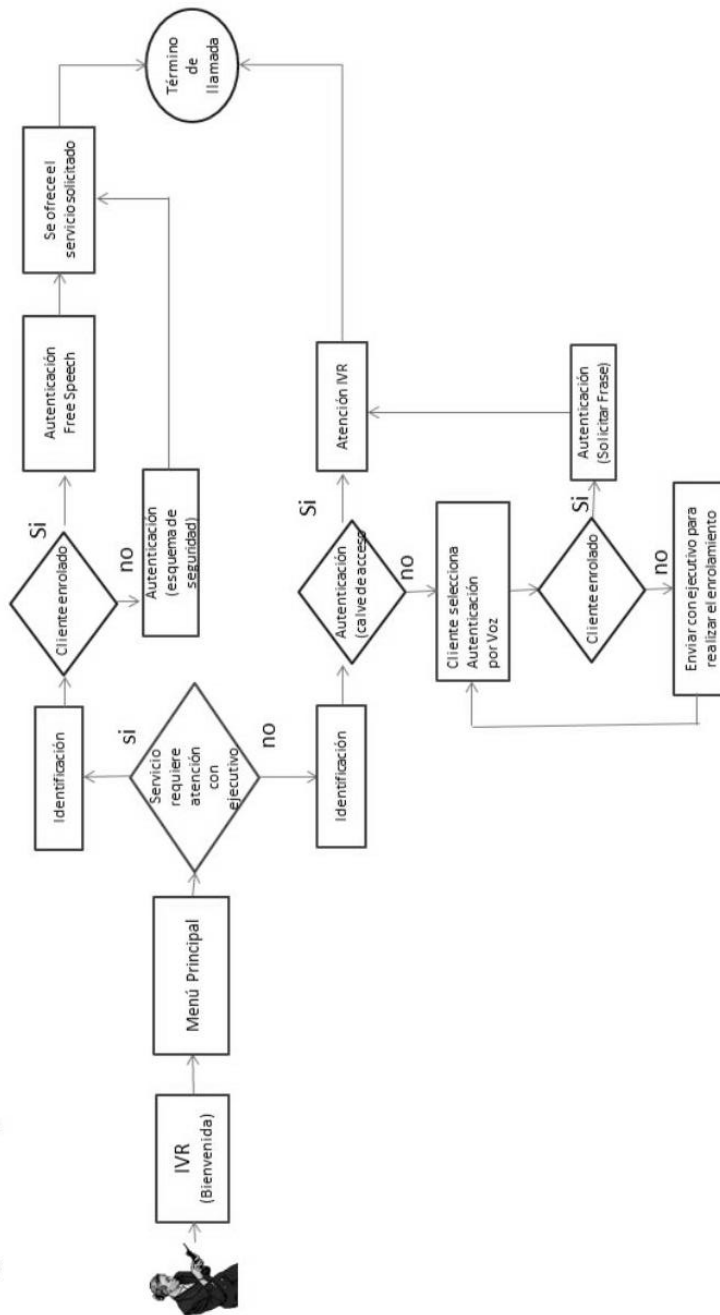 IVR
(Bienvenida)
Menú Principal
Servicio
requiere
atención
con
ejecutivo
si
no
Identificación
Cliente enrolado
Si
no
Autenticación
Free Speech
Autenticación
(esquema de
seguridad)
Se ofrece el
servicio solicitado
Término
de
llamada
Identificación
Autenticación
(calve de acceso
Si
no
Atención IVR
Cliente selecciona
Autenticación
por Voz
Cliente enrolado
Si
no
Autenticación
(Solicitar Frase)
Enviar con ejecutivo para
realizar el enrolamiento